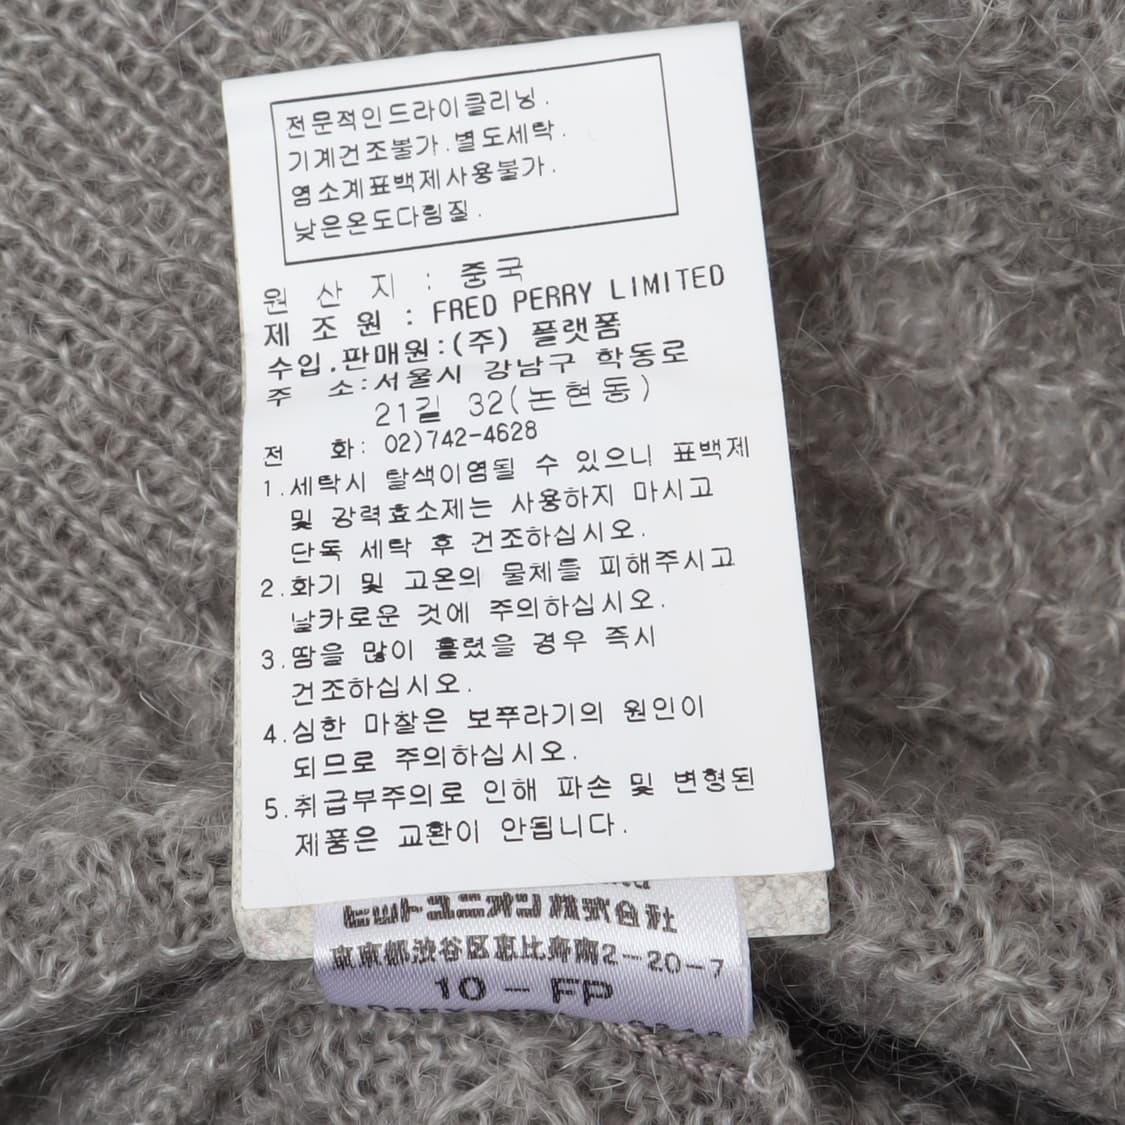 전문적인드라이클리닝.
기계건조불가.별도세탁.
염소계표백제사용불가.
낮은온도다림질.
원 산 지 : 중국
제 조 원 : FRED PERRY LIMITED
수입.판매원:(주) 플랫폼
주 소:서울시 강남구 학동로
21길 32(논현동)
전 화: 02)742-4628
1.세탁시 탈색이염될 수 있으니 표백제
및 강력효소제는 사용하지 마시고
단독 세탁 후 건조하십시오.
2.화기 및 고온의 물체들 피해주시고
날카로운 것에 주의하십시오.
3.땀을 많이 흘렸을 경우 즉시
건조하십시오.
4.심한 마찰은 보푸라기의 원인이
되므로 주의하십시오.
5.취급부주의로 인해 파손 및 변형된
제품은 교환이 안됩니다.
ヒットユニオン株式会社
東京都渋谷区恵比寿南2-20-7
10-FP